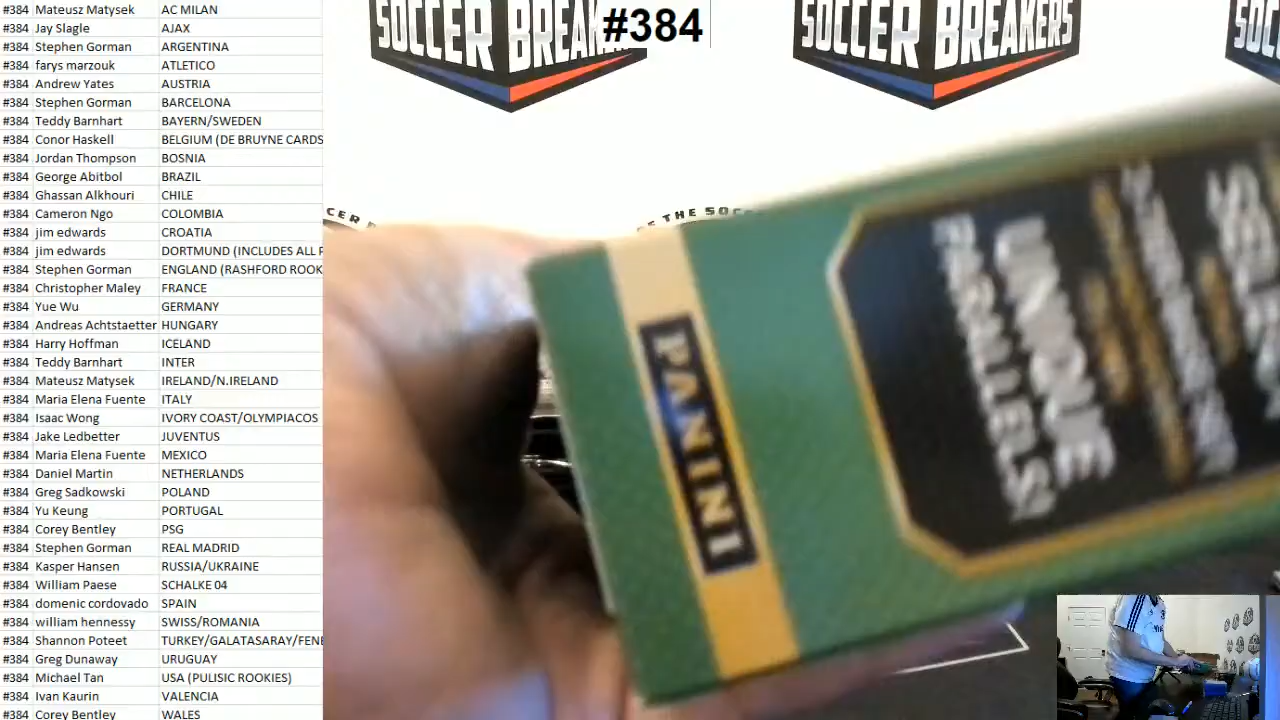 #384 Mateusz Matysek AC MILAN
#384 Jay Slagle AJAX
#384 Stephen Gorman ARGENTINA
#384 farys marzouk ATLETICO
#384 Andrew Yates AUSTRIA
#384 Stephen Gorman BARCELONA
#384 Teddy Barnhart BAYERN/SWEDEN
#384 Conor Haskell BELGIUM (DE BRUYNE CARDS
#384 Jordan Thompson BOSNIA
#384 George Abitbol BRAZIL
#384 Ghassan Alkhouri CHILE
#384 Cameron Ngo COLOMBIA
#384 jim edwards CROATIA
#384 jim edwards DORTMUND (INCLUDES ALL
#384 Stephen Gorman ENGLAND (RASHFORD ROOK
#384 Christopher Maley FRANCE
#384 Yue Wu GERMANY
#384 Andreas Achtstaetter HUNGARY
#384 Harry Hoffman ICELAND
#384 Teddy Barnhart INTER
#384 Mateusz Matysek IRELAND/N.IRELAND
#384 Maria Elena Fuente ITALY
#384 Isaac Wong IVORY COAST/OLYMPIACOS
#384 Jake Ledbetter JUVENTUS
#384 Maria Elena Fuente MEXICO
#384 Daniel Martin NETHERLANDS
#384 Greg Sadkowski POLAND
#384 Yu Keung PORTUGAL
#384 Corey Bentley PSG
#384 Stephen Gorman REAL MADRID
#384 Kasper Hansen RUSSIA/UKRAINE
#384 William Paese SCHALKE 04
#384 domenic cordovado SPAIN
#384 william hennessy SWISS/ROMANIA
#384 Shannon Poteet TURKEY/GALATASARAY/FENE
#384 Greg Dunaway URUGUAY
#384 Michael Tan USA (PULISIC ROOKIES)
#384 Ivan Kaurin VALENCIA
#384 Corey Bentley WALES
#384
SOCCER BREAK
SOCCER BREAKERS
SOC
CER
THE SOC
PANINI
PARALLELS!